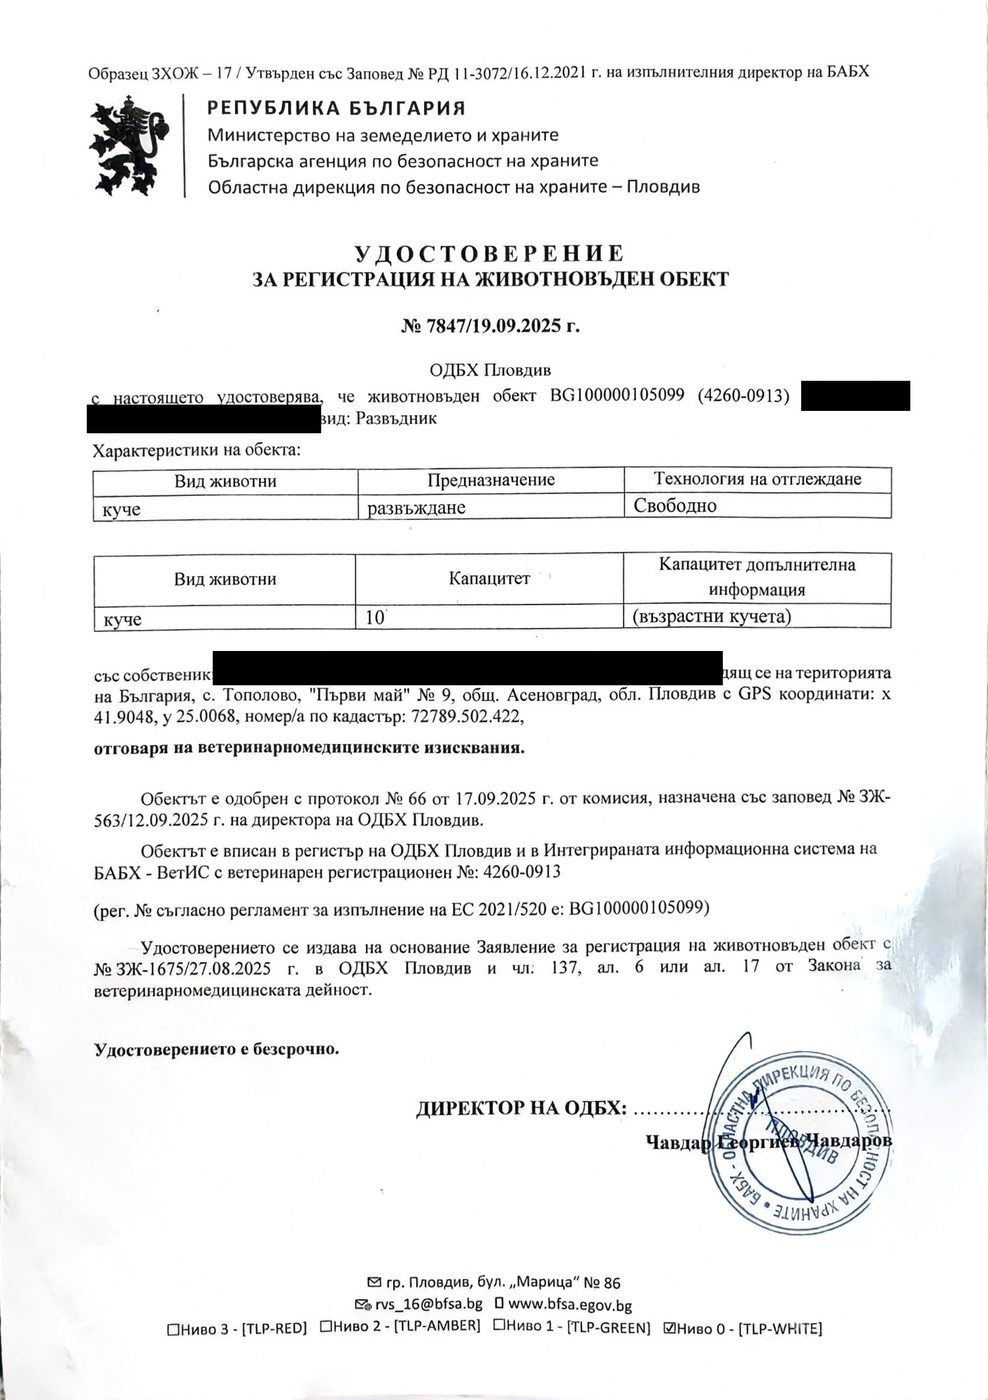 Образец ЗХОЖ – 17 / Утвърден със Заповед № РД 11-3072/16.12.2021 г. на изпълнителния директор на БАБХ
РЕПУБЛИКА БЪЛГАРИЯ
Министерство на земеделието и храните
Българска агенция по безопасност на храните
Областна дирекция по безопасност на храните – Пловдив
УДОСТОВЕРЕНИЕ
ЗА РЕГИСТРАЦИЯ НА ЖИВОТНОВЪДЕН ОБЕКТ
№ 7847/19.09.2025 г.
ОДБХ Пловдив
с настоящето удостоверява, че животновъден обект BG100000105099 (4260-0913)
вид: Развъдник
Характеристики на обекта:
Вид животни Предназначение Технология на отглеждане
куче развъждане Свободно
Вид животни Капацитет Капацитет допълнителна
информация
куче 10 (възрастни кучета)
със собственик: дящ се на територията
на България, с. Тополово, "Първи май" № 9, общ. Асеновград, обл. Пловдив с GPS координати: x
41.9048, y 25.0068, номер/а по кадастър: 72789.502.422,
отговаря на ветеринарномедицинските изисквания.
Обектът е одобрен с протокол № 66 от 17.09.2025 г. от комисия, назначена със заповед № ЗЖ-
563/12.09.2025 г. на директора на ОДБХ Пловдив.
Обектът е вписан в регистър на ОДБХ Пловдив и в Интегрираната информационна система на
БАБХ - ВетИС с ветеринарен регистрационен №: 4260-0913
(рег. № съгласно регламент за изпълнение на ЕС 2021/520 е: BG100000105099)
Удостоверението се издава на основание Заявление за регистрация на животновъден обект с
№ ЗЖ-1675/27.08.2025 г. в ОДБХ Пловдив и чл. 137, ал. 6 или ал. 17 от Закона за
ветеринарномедицинската дейност.
Удостоверението е безсрочно.
ДИРЕКТОР НА ОДБХ: ........................................
Чавдар Георгиев Чавдаров
БАБХ - ОБЛАСТНА ДИРЕКЦИЯ ПО БЕЗОПАСНОСТ НА ХРАНИТЕ •
ПЛОВДИВ
гр. Пловдив, бул. „Марица“ № 86
rvs_16@bfsa.bg www.bfsa.egov.bg
☐Ниво 3 - [TLP-RED] ☐Ниво 2 - [TLP-AMBER] ☐Ниво 1 - [TLP-GREEN] ☑Ниво 0 - [TLP-WHITE]